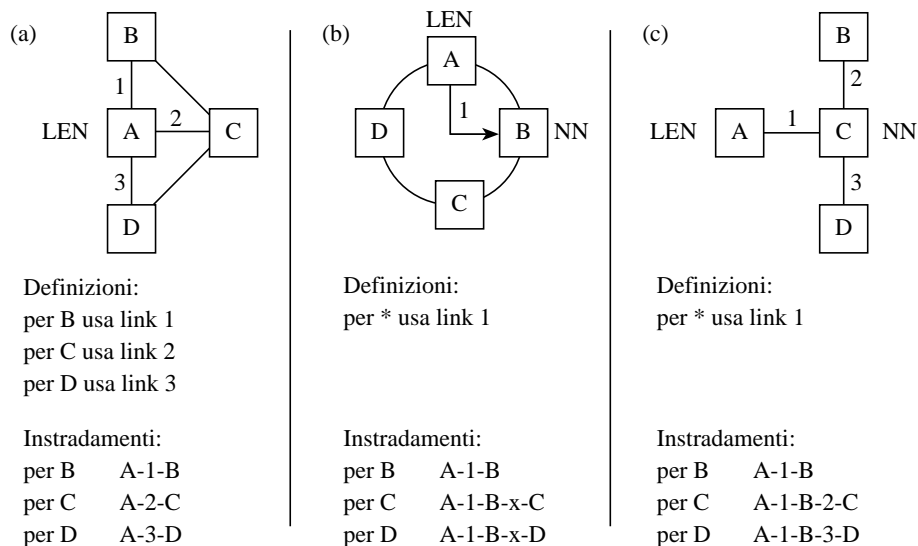 (a)
B
1
LEN
A
2
C
3
D
Definizioni:
per B usa link 1
per C usa link 2
per D usa link 3
Instradamenti:
per B A-1-B
per C A-2-C
per D A-3-D
(b)
LEN
A
1
D
B
NN
C
Definizioni:
per * usa link 1
Instradamenti:
per B A-1-B
per C A-1-B-x-C
per D A-1-B-x-D
(c)
B
2
LEN
A
1
C
NN
3
D
Definizioni:
per * usa link 1
Instradamenti:
per B A-1-B
per C A-1-B-2-C
per D A-1-B-3-D